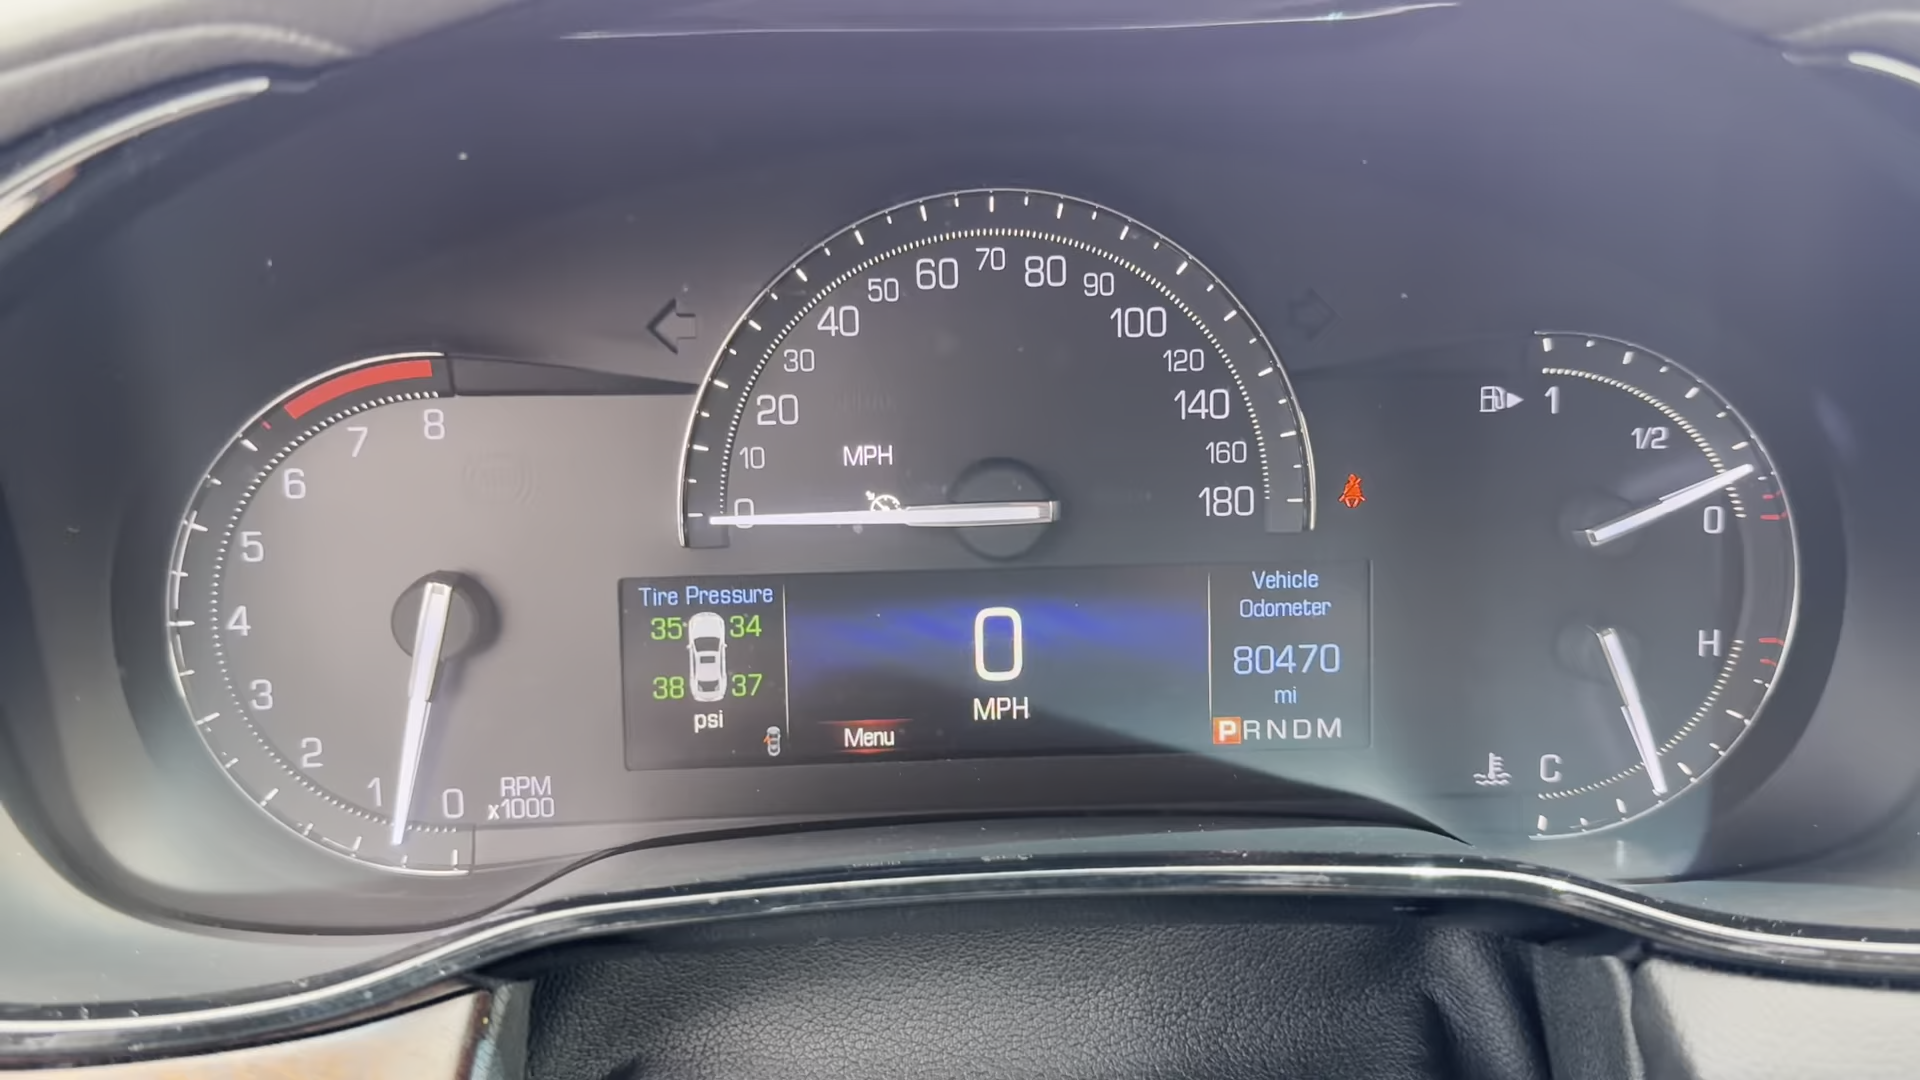 0
10
20
30
40
50
60
70
80
90
100
120
140
160
180
MPH
8
7
6
5
4
3
2
1
0
RPM
x1000
Tire Pressure
35 34
38 37
psi
Menu
0
MPH
Vehicle
Odometer
80470
mi
PRNDM
1
1/2
0
H
C